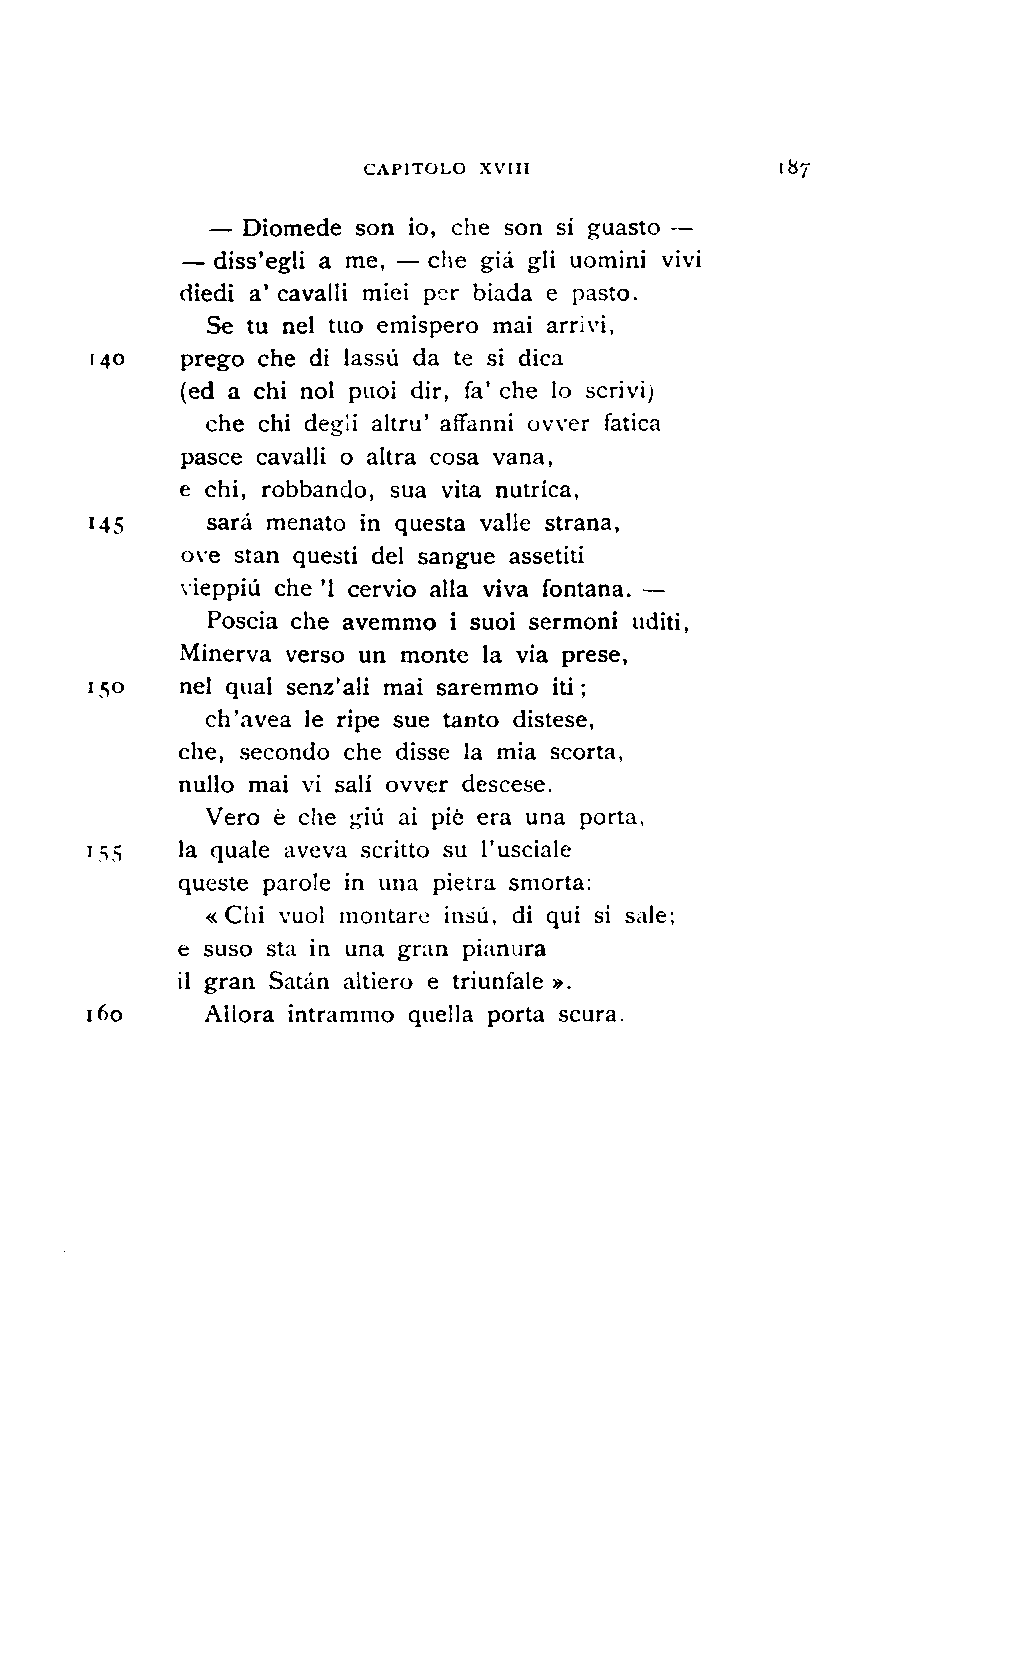 CAPITOLO XVIII 187
— Diomede son io, che son sí guasto —
— diss'egli a me, — che giá gli uomini vivi
diedi a' cavalli miei per biada e pasto.
Se tu nel tuo emispero mai arrivi,
140 prego che di lassú da te si dica
(ed a chi nol puoi dir, fa' che lo scrivi)
che chi degli altru' affanni ovver fatica
pasce cavalli o altra cosa vana,
e chi, robbando, sua vita nutríca,
145 sará menato in questa valle strana,
ove stan questi del sangue assetiti
vieppiú che 'l cervio alla viva fontana. —
Poscia che avemmo i suoi sermoni uditi,
Minerva verso un monte la via prese,
150 nel qual senz'ali mai saremmo iti;
ch'avea le ripe sue tanto distese,
che, secondo che disse la mia scorta,
nullo mai vi salí ovver descese.
Vero è che giú ai piè era una porta,
155 la quale aveva scritto su l'usciale
queste parole in una pietra smorta:
« Chi vuol montare insú, di qui si sale;
e suso sta in una gran pianura
il gran Satán altiero e triunfale ».
160 Allora intrammo quella porta scura.